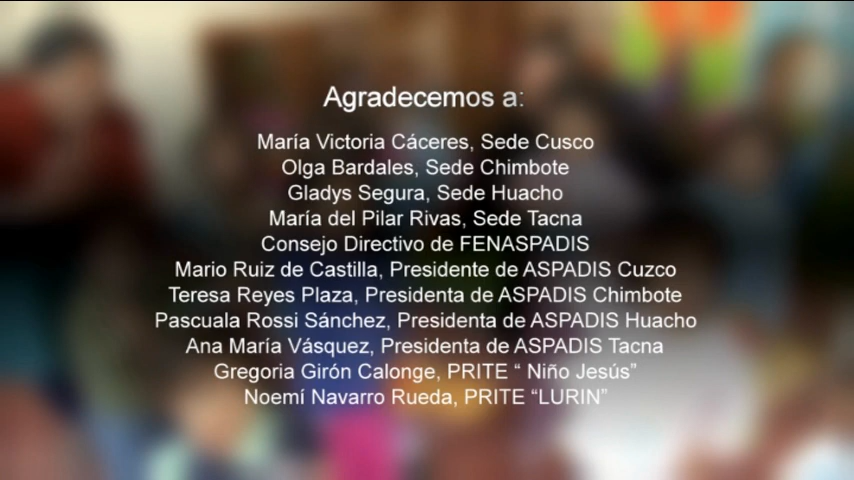 Agradecemos a:
María Victoria Cáceres, Sede Cusco
Olga Bardales, Sede Chimbote
Gladys Segura, Sede Huacho
María del Pilar Rivas, Sede Tacna
Consejo Directivo de FENASPADIS
Mario Ruiz de Castilla, Presidente de ASPADIS Cuzco
Teresa Reyes Plaza, Presidenta de ASPADIS Chimbote
Pascuala Rossi Sánchez, Presidenta de ASPADIS Huacho
Ana María Vásquez, Presidenta de ASPADIS Tacna
Gregoria Girón Calonge, PRITE “ Niño Jesús”
Noemí Navarro Rueda, PRITE “LURIN”